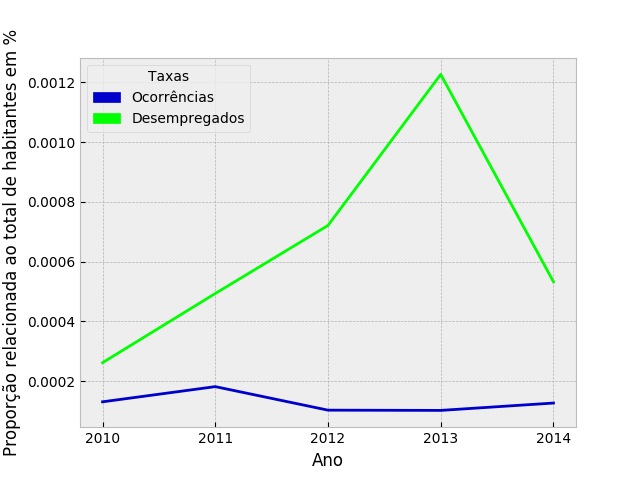 Proporção relacionada ao total de habitantes em %
0.0012
0.0010
0.0008
0.0006
0.0004
0.0002
Taxas
Ocorrências
Desempregados
2010 2011 2012 2013 2014
Ano